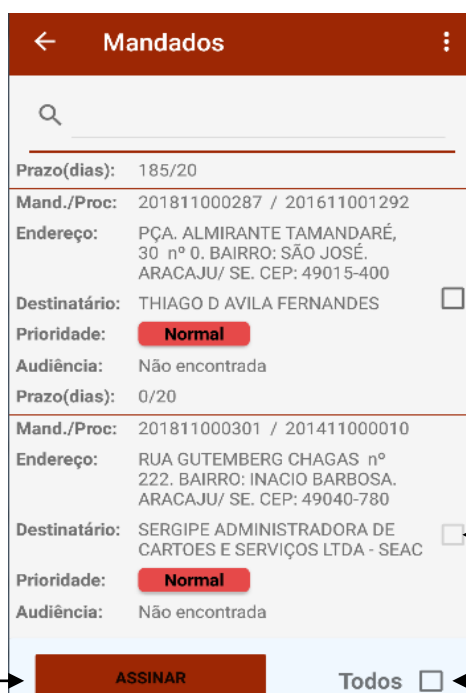 Mandados
Prazo(dias): 185/20
Mand./Proc: 201811000287 / 201611001292
Endereço: PÇA. ALMIRANTE TAMANDARÉ,
30 nº 0. BAIRRO: SÃO JOSÉ.
ARACAJU/ SE. CEP: 49015-400
Destinatário: THIAGO D AVILA FERNANDES
Prioridade: Normal
Audiência: Não encontrada
Prazo(dias): 0/20
Mand./Proc: 201811000301 / 201411000010
Endereço: RUA GUTEMBERG CHAGAS nº
222. BAIRRO: INACIO BARBOSA.
ARACAJU/ SE. CEP: 49040-780
Destinatário: SERGIPE ADMINISTRADORA DE
CARTOES E SERVIÇOS LTDA - SEAC
Prioridade: Normal
Audiência: Não encontrada
ASSINAR Todos